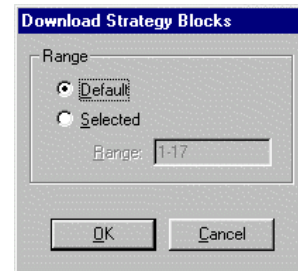 Download Strategy Blocks
Range
Default
Selected
Range: 1-17
OK
Cancel